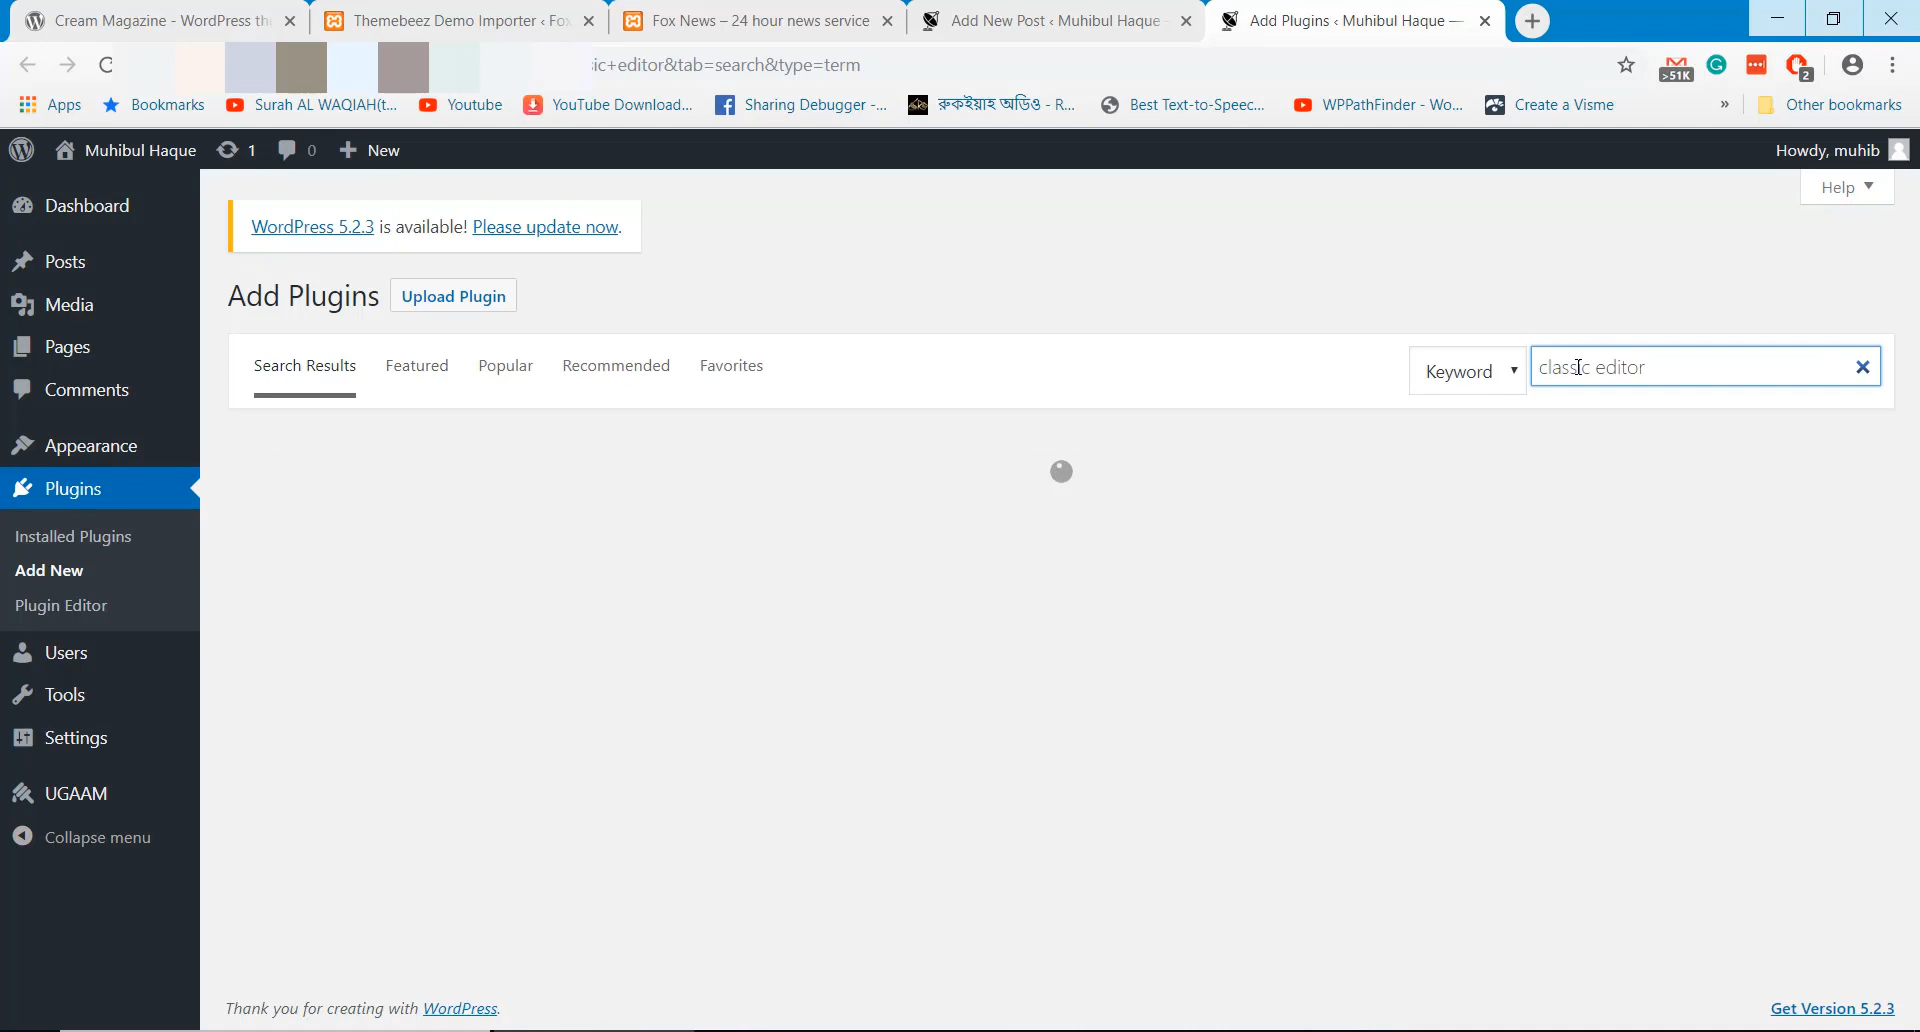 Cream Magazine - WordPress th
Themebeez Demo Importer ‹ Fo
Fox News – 24 hour news service
Add New Post ‹ Muhibul Haque
Add Plugins ‹ Muhibul Haque —
ic+editor&tab=search&type=term
>51K
2
Apps
Bookmarks
Surah AL WAQIAH(t...
Youtube
YouTube Download...
Sharing Debugger -...
রুকইয়াহ অডিও - R...
Best Text-to-Speec...
WPPathFinder - Wo...
Create a Visme
»
Other bookmarks
Muhibul Haque
1
0
New
Howdy, muhib
Help
Dashboard
Posts
Media
Pages
Comments
Appearance
Plugins
Installed Plugins
Add New
Plugin Editor
Users
Tools
Settings
UGAAM
Collapse menu
WordPress 5.2.3 is available! Please update now.
Add Plugins
Upload Plugin
Search Results
Featured
Popular
Recommended
Favorites
Keyword
classic editor
Thank you for creating with WordPress.
Get Version 5.2.3